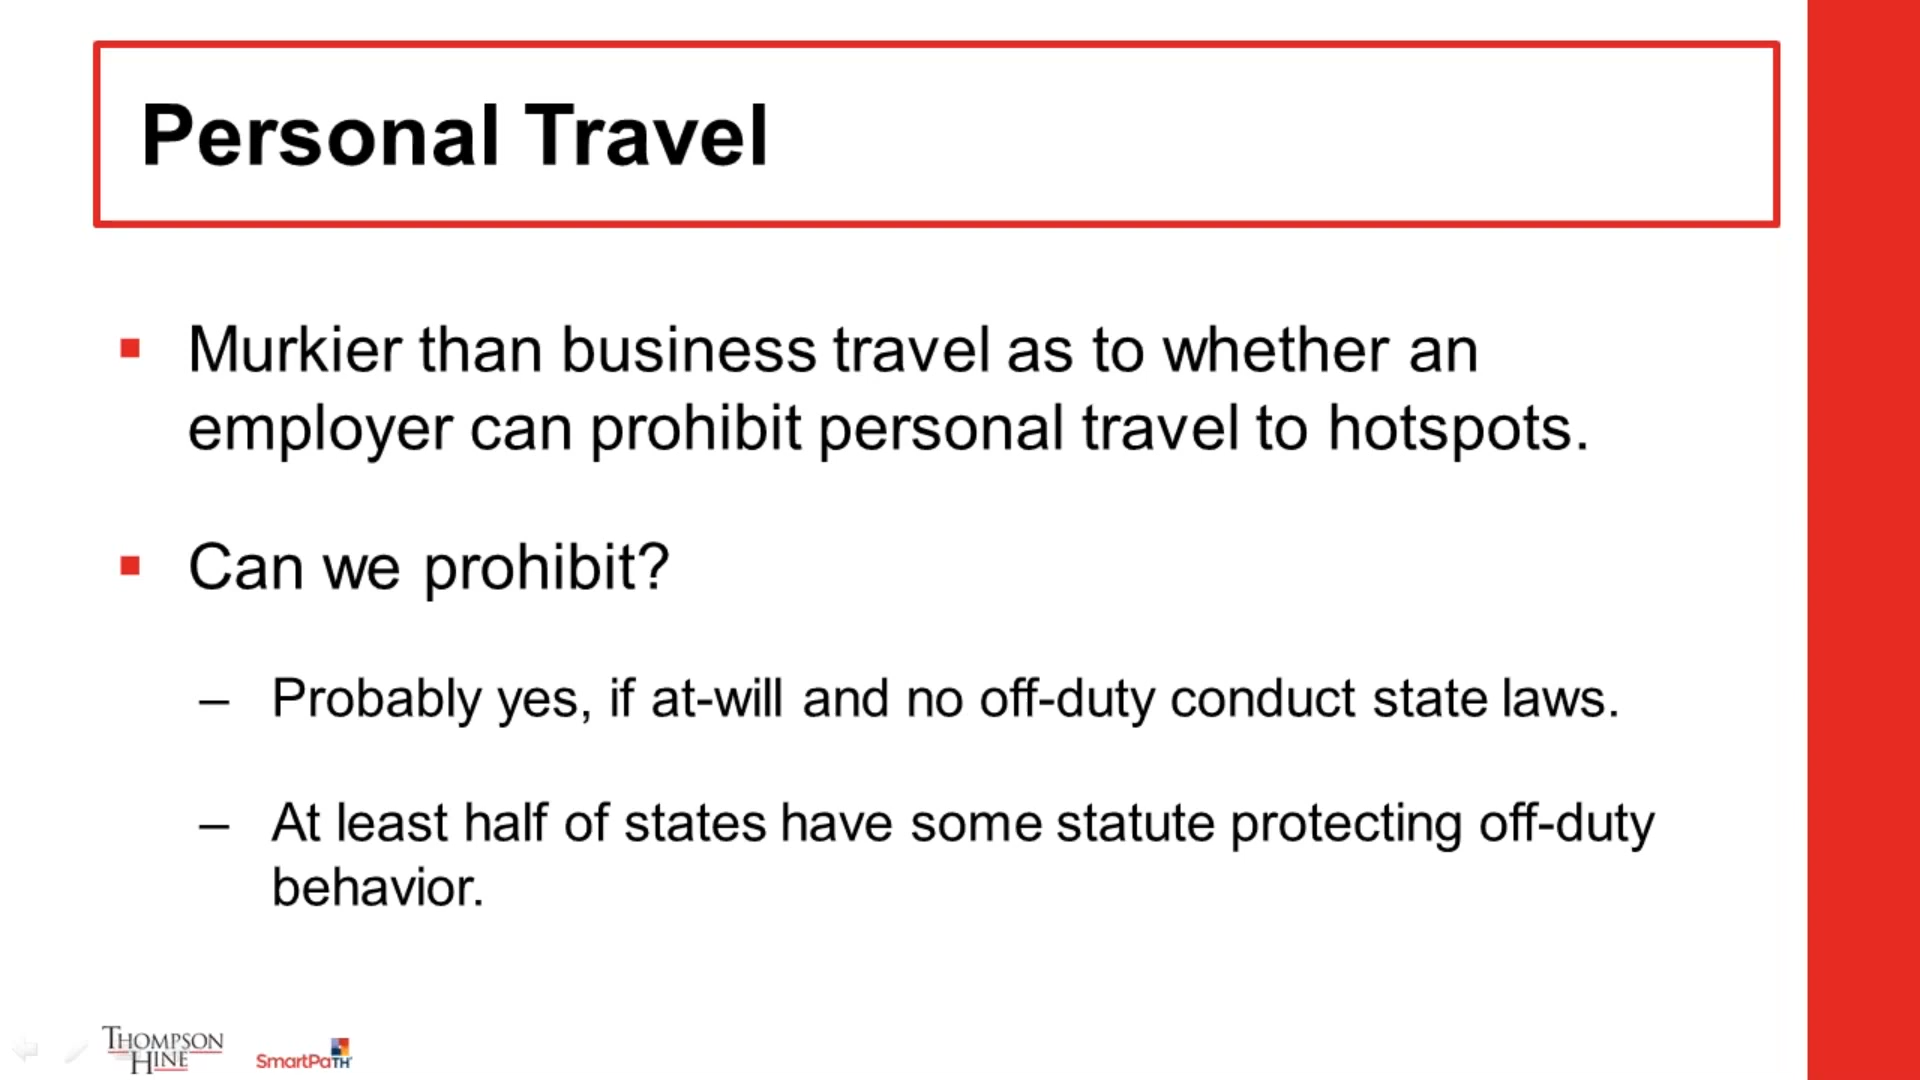 Personal Travel
▪ Murkier than business travel as to whether an
employer can prohibit personal travel to hotspots.
▪ Can we prohibit?
– Probably yes, if at-will and no off-duty conduct state laws.
– At least half of states have some statute protecting off-duty
behavior.
THOMPSON
HINE
SmartPaTH